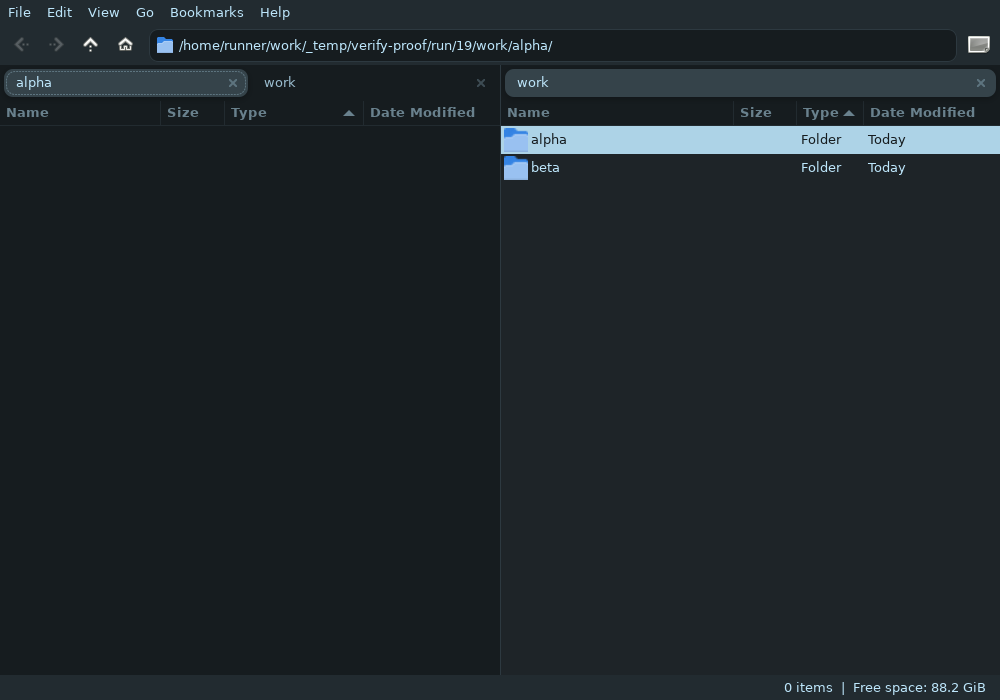 File Edit View Go Bookmarks Help
/home/runner/work/_temp/verify-proof/run/19/work/alpha/
alpha work
Name Size Type Date Modified
work
Name Size Type Date Modified
alpha Folder Today
beta Folder Today
0 items | Free space: 88.2 GiB